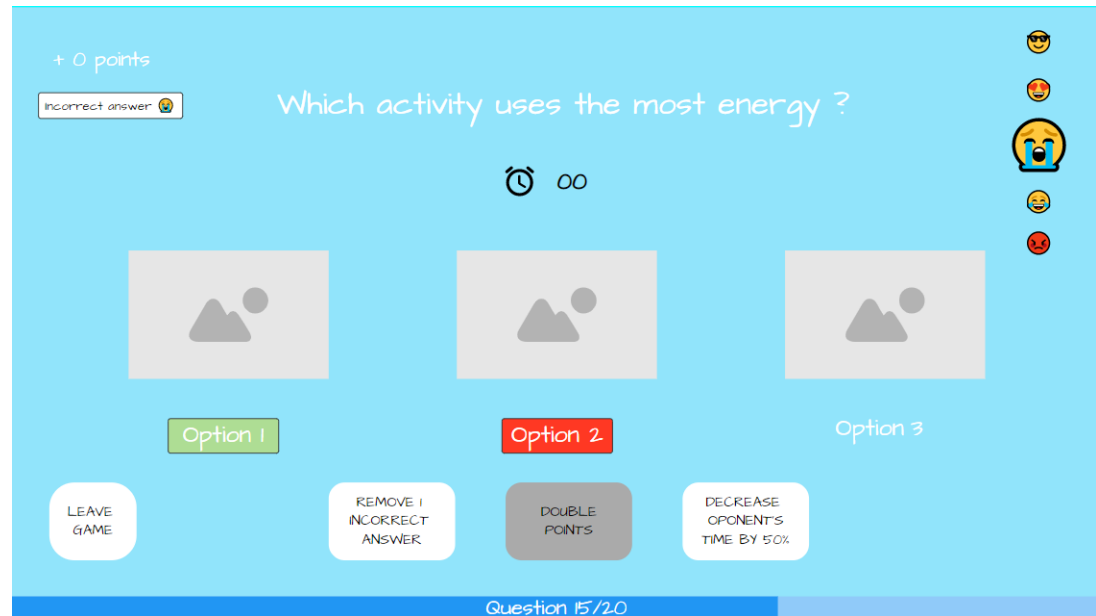 + 0 points
Incorrect answer 😭
Which activity uses the most energy ?
00
Option 1
Option 2
Option 3
LEAVE
GAME
REMOVE 1
INCORRECT
ANSWER
DOUBLE
POINTS
DECREASE
OPONENTS
TIME BY 50%
Question 15/20